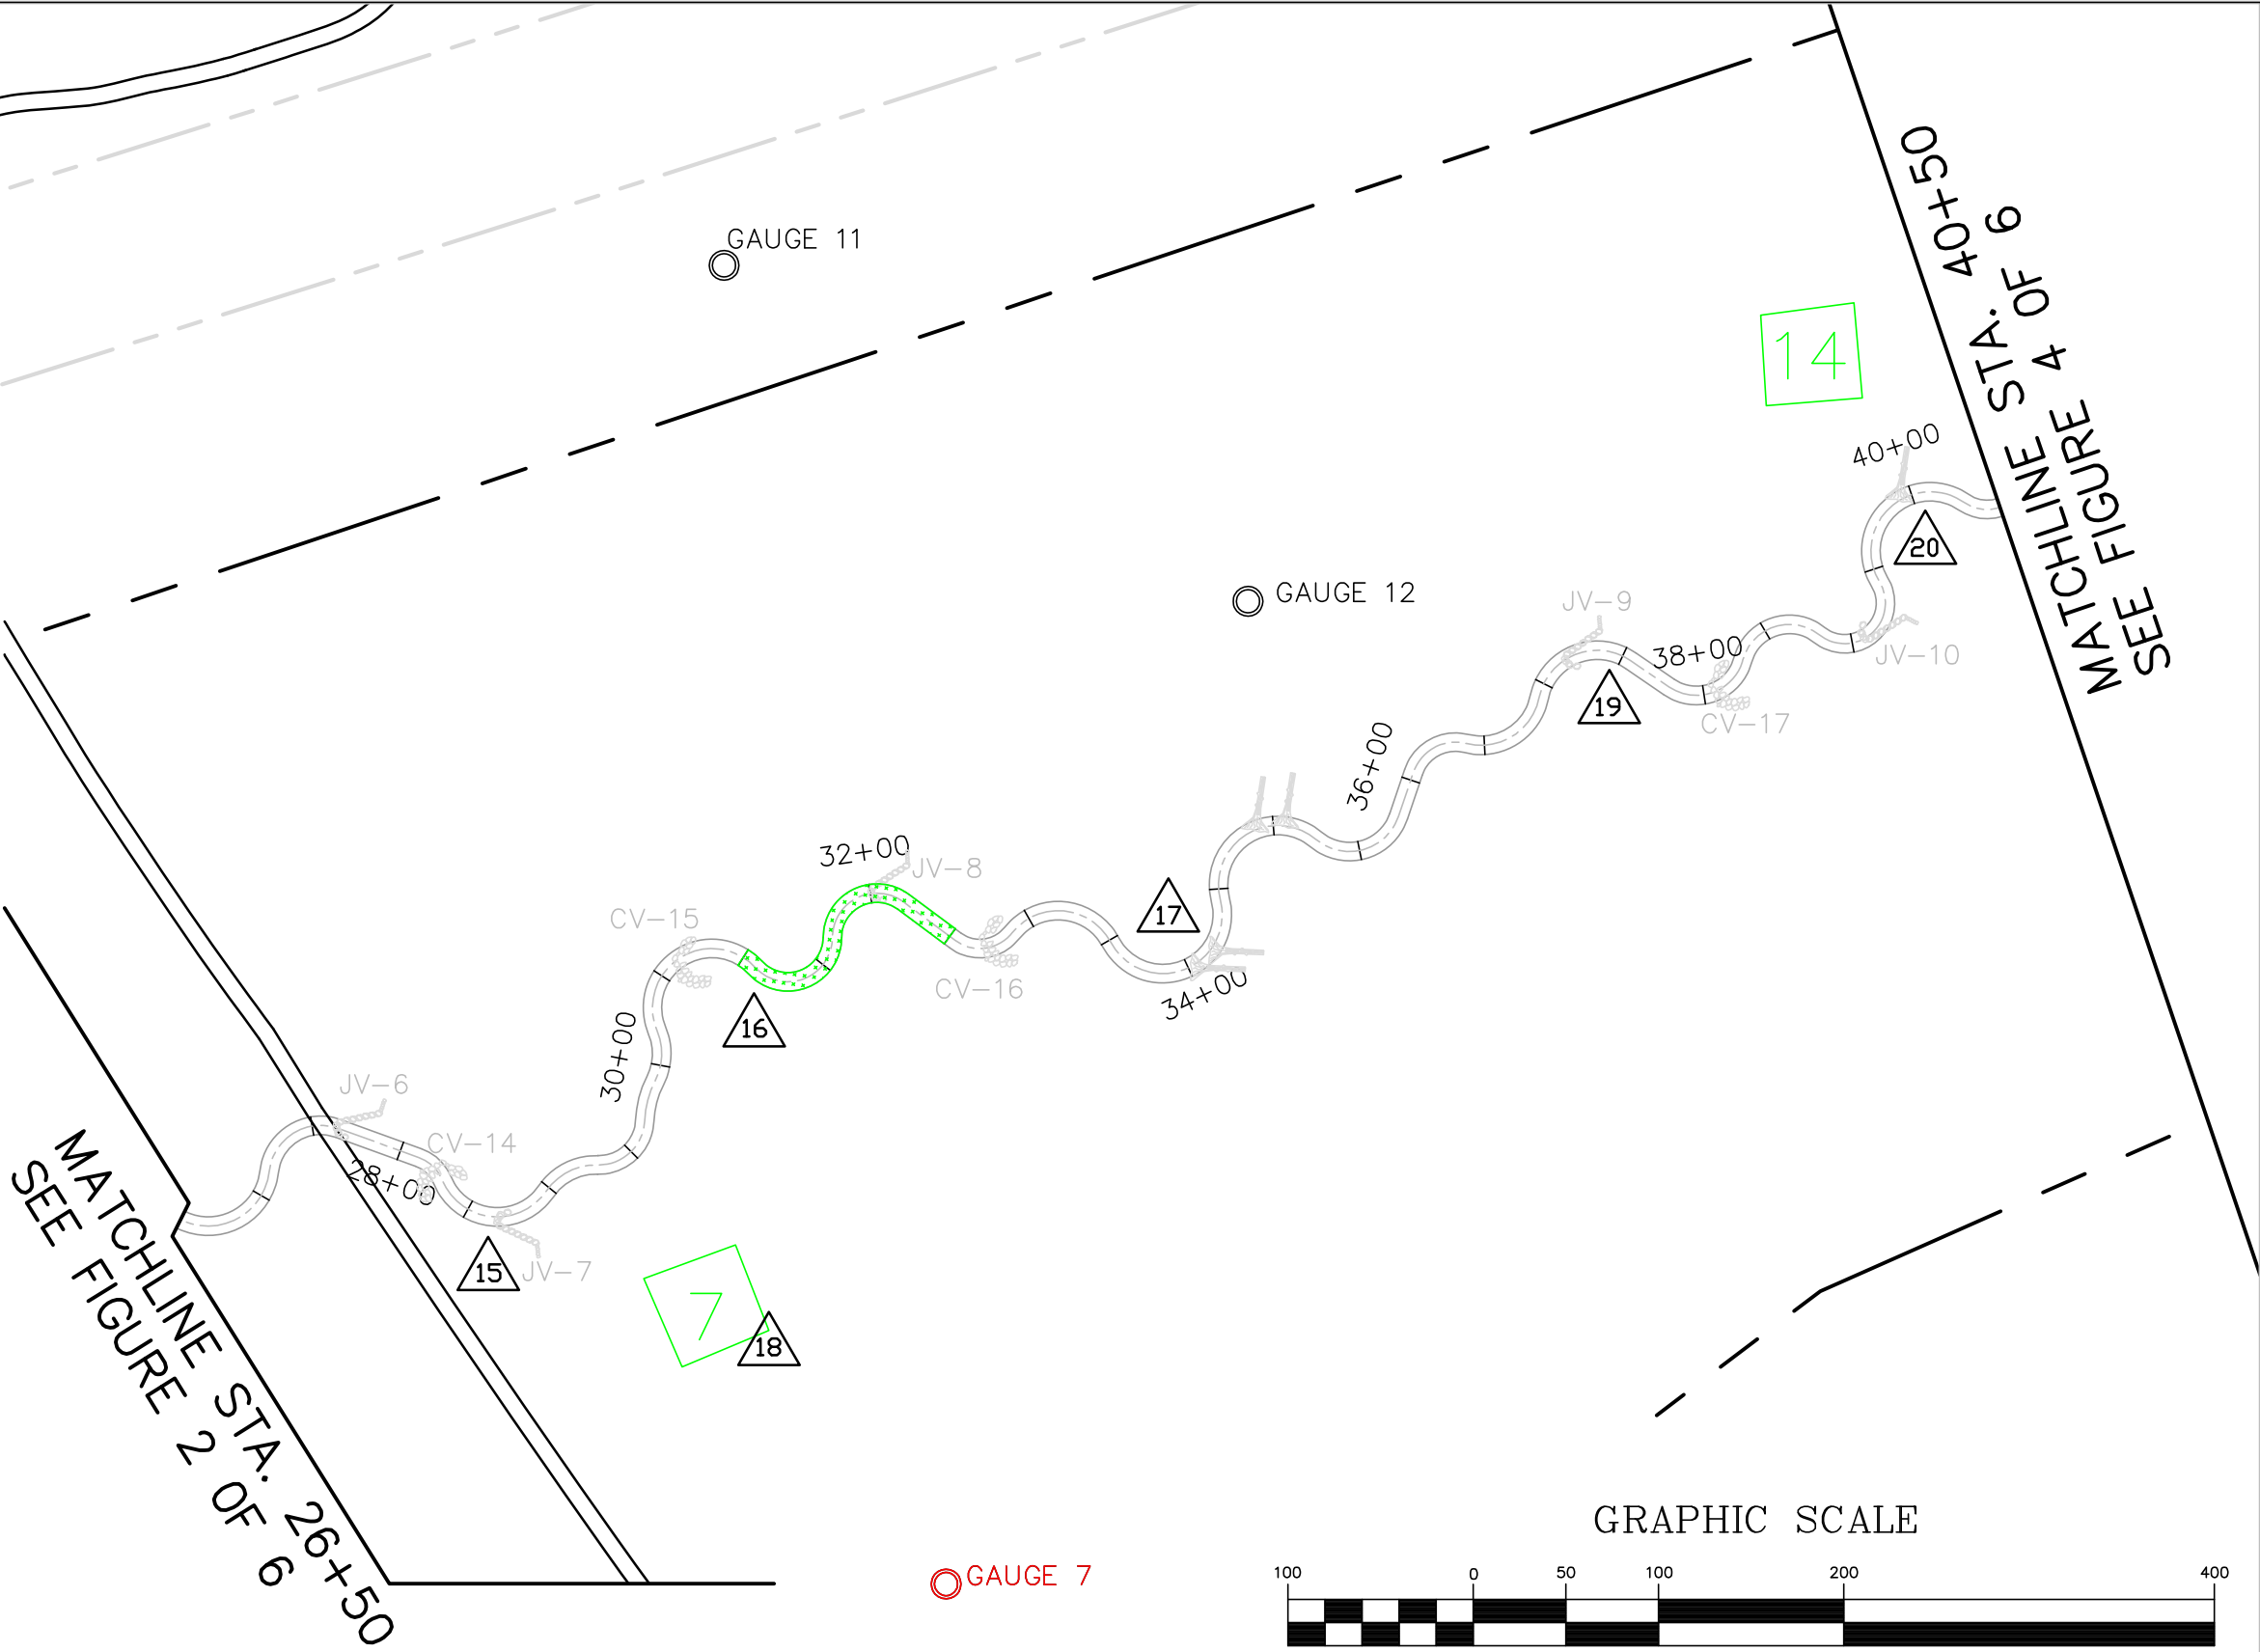 GAUGE 11
40+50
MATCHLINE STA.
SEE FIGURE 4 OF 6
14
40+00
20
GAUGE 12
JV-9
38+00
JV-10
19
CV-17
36+00
32+00
JV-8
CV-15
17
CV-16
34+00
16
30+00
JV-6
CV-14
28+00
15
JV-7
7
18
MATCHLINE STA. 26+50
SEE FIGURE 2 OF 6
GAUGE 7
GRAPHIC SCALE
100 0 50 100 200 400